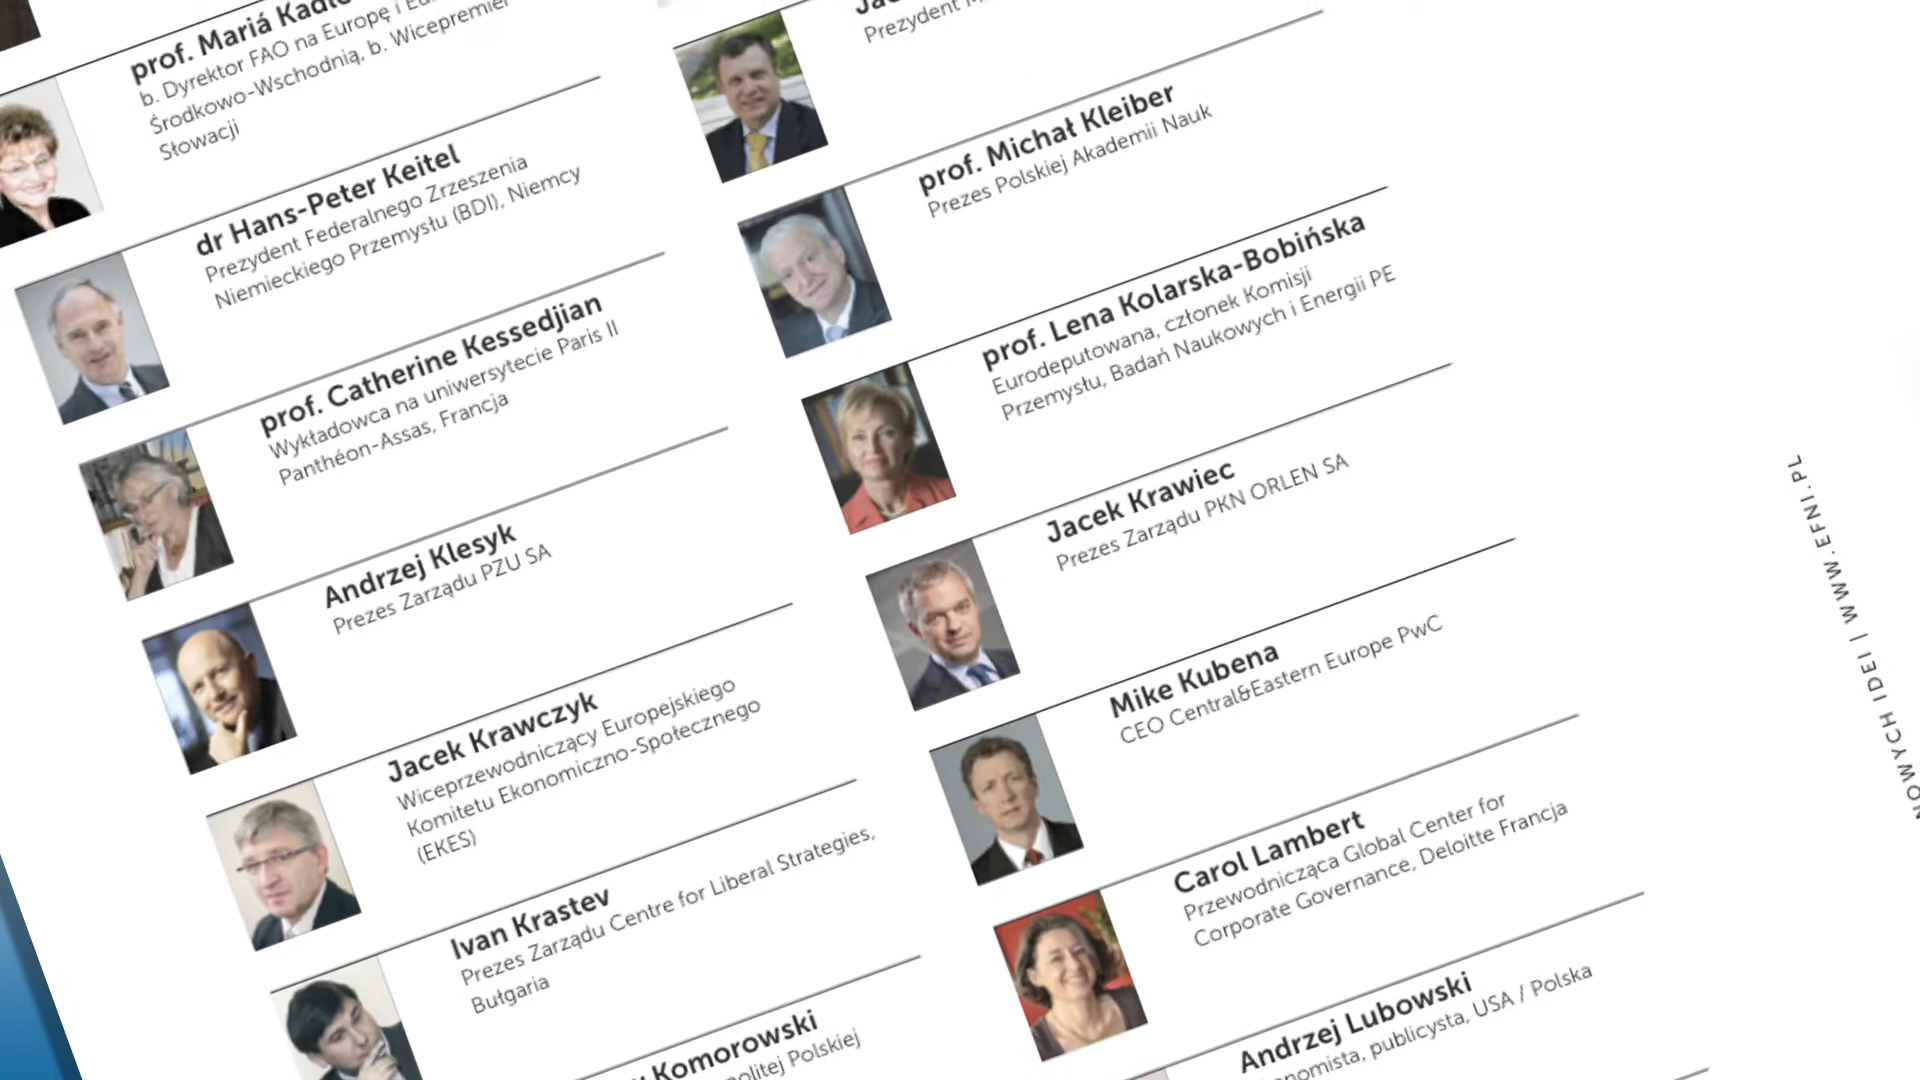 prof. Mariá
b. Dyrektor FAO na Europę i
Środkowo-Wschodnią, b. Wicepremier
Słowacji
dr Hans-Peter Keitel
Prezydent Federalnego Zrzeszenia
Niemieckiego Przemysłu (BDI), Niemcy
prof. Catherine Kessedjian
Wykładowca na uniwersytecie Paris II
Panthéon-Assas, Francja
Andrzej Klesyk
Prezes Zarządu PZU SA
Jacek Krawczyk
Wiceprzewodniczący Europejskiego
Komitetu Ekonomiczno-Społecznego
(EKES)
Ivan Krastev
Prezes Zarządu Centre for Liberal Strategies,
Bułgaria
Komorowski
Polskiej
Prezydent
prof. Michał Kleiber
Prezes Polskiej Akademii Nauk
prof. Lena Kolarska-Bobińska
Eurodeputowana, członek Komisji
Przemysłu, Badań Naukowych i Energii PE
Jacek Krawiec
Prezes Zarządu PKN ORLEN SA
Mike Kubena
CEO Central&Eastern Europe PwC
Carol Lambert
Przewodnicząca Global Center for
Corporate Governance, Deloitte Francja
Andrzej Lubowski
publicysta, USA / Polska
NOWYCH IDEI | WWW.EFNI.PL